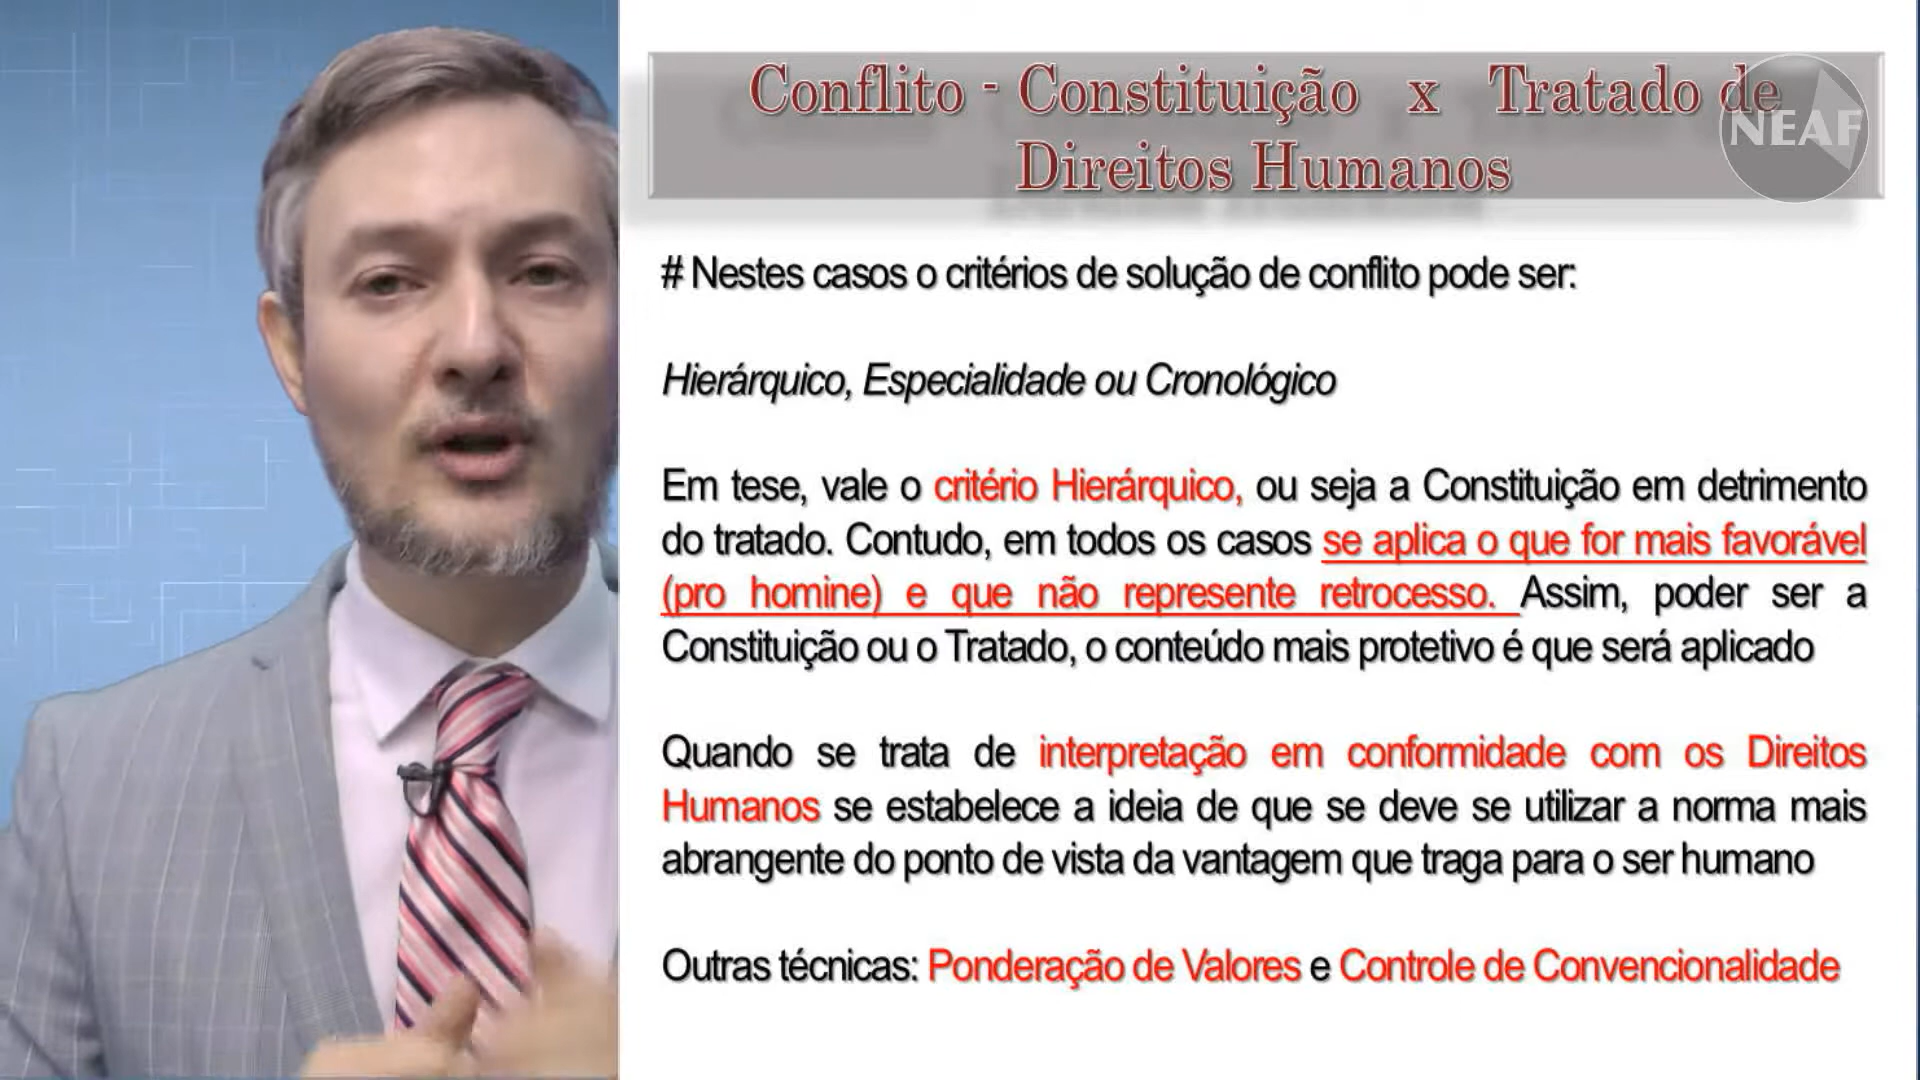 Conflito - Constituição x Tratado de
Direitos Humanos
NEAF
# Nestes casos o critérios de solução de conflito pode ser:
Hierárquico, Especialidade ou Cronológico
Em tese, vale o critério Hierárquico, ou seja a Constituição em detrimento
do tratado. Contudo, em todos os casos se aplica o que for mais favorável
(pro homine) e que não represente retrocesso. Assim, poder ser a
Constituição ou o Tratado, o conteúdo mais protetivo é que será aplicado
Quando se trata de interpretação em conformidade com os Direitos
Humanos se estabelece a ideia de que se deve se utilizar a norma mais
abrangente do ponto de vista da vantagem que traga para o ser humano
Outras técnicas: Ponderação de Valores e Controle de Convencionalidade